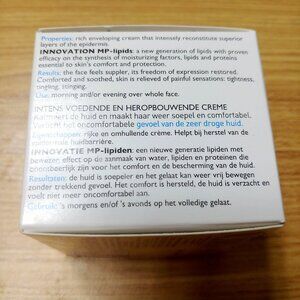 Properties: rich enveloping cream that intensely reconstitute superior
layers of the epidermis.
INNOVATION MP-lipids: a new generation of lipids with proven
efficacy on the synthesis of moisturizing factors, lipids and proteins
essential to skin's comfort and protection.
Results: the face feels suppler, its freedom of expression restored.
Comforted and soothed, skin is relieved of painful sensations: tightness,
tingling, stinging.
Use: morning and/or evening over whole face.
INTENS VOEDENDE EN HEROPBOUWENDE CREME
Kalmeert de huid en maakt haar weer soepel en comfortabel.
Verlicht het oncomfortabele gevoel van de zeer droge huid.
Eigenschappen: rijke en omhullende crème. Helpt bij herstel van de
huidbarrière.
INNOVATIE MP-lipiden: een nieuwe generatie lipiden met
bewezen effect op de aanmaak van water, lipiden en proteïnen die
onontbeerlijk zijn voor het comfort en de bescherming van de huid.
Resultaten: de huid is soepeler en het gelaat kan weer vrij bewegen
zonder trekkend gevoel. Het comfort is hersteld, de huid is verzacht en
voelt niet meer oncomfortabel aan.
Gebruik: 's morgens en/of 's avonds op het volledige gelaat.